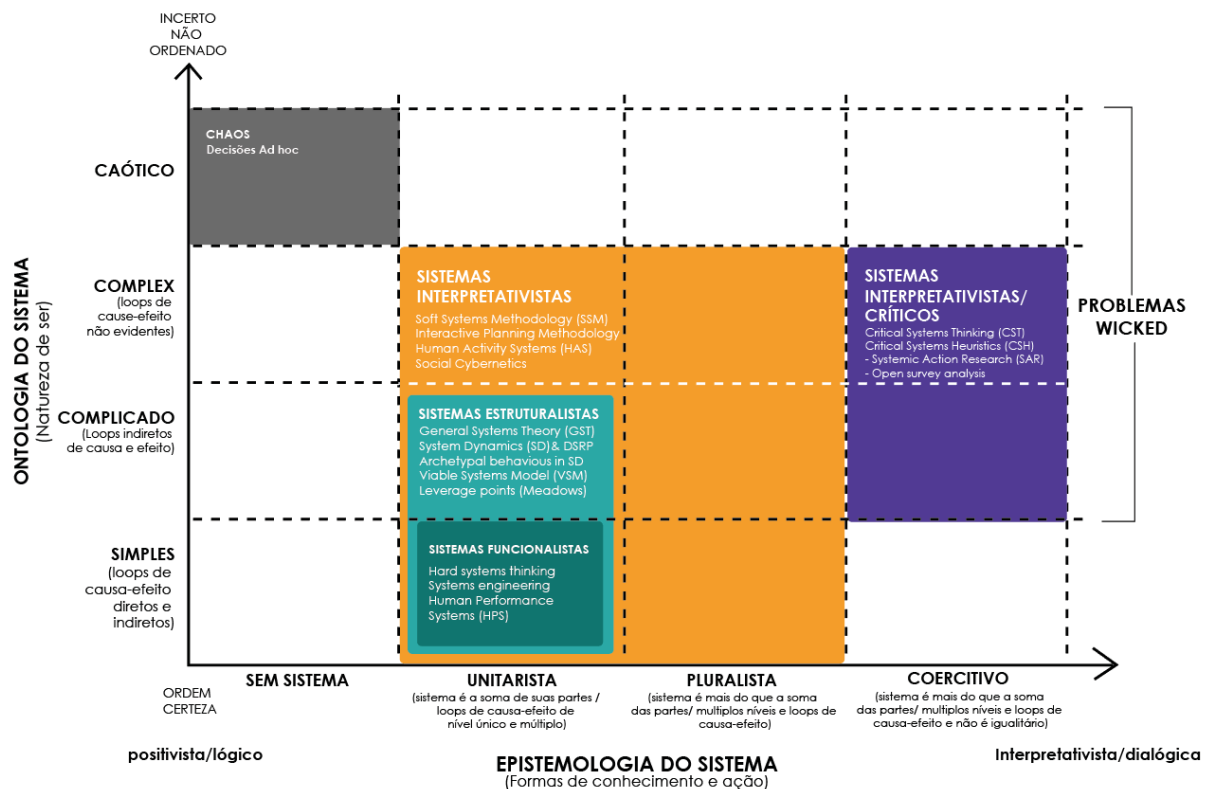 INCERTO
NÃO
ORDENADO
CHAOS
Decisões Ad hoc
CAÓTICO
ONTOLOGIA DO SISTEMA
(Natureza de ser)
COMPLEX
(loops de
cause-efeito
não evidentes)
SISTEMAS
INTERPRETATIVISTAS
Soft Systems Methodology (SSM)
Interactive Planning Methodology
Human Activity Systems (HAS)
Social Cybernetics
SISTEMAS
INTERPRETATIVISTAS/
CRÍTICOS
Critical Systems Thinking (CST)
Critical Systems Heuristics (CSH)
- Systemic Action Research (SAR)
- Open survey analysis
PROBLEMAS
WICKED
COMPLICADO
(Loops indiretos
de causa e efeito)
SISTEMAS ESTRUTURALISTAS
General Systems Theory (GST)
System Dynamics (SD)& DSRP
Archetypal behavious in SD
Viable Systems Model (VSM)
Leverage points (Meadows)
SIMPLES
(loops de
causa-efeito
diretos e
indiretos)
SISTEMAS FUNCIONALISTAS
Hard systems thinking
Systems engineering
Human Performance
Systems (HPS)
ORDEM
CERTEZA
SEM SISTEMA
UNITARISTA
(sistema é a soma de suas partes /
loops de causa-efeito de
nível único e múltiplo)
PLURALISTA
(sistema é mais do que a soma
das partes/ multiplos níveis e loops de
causa-efeito)
COERCITIVO
(sistema é mais do que a soma
das partes/ multiplos níveis e loops de
causa-efeito e não é igualitário)
positivista/lógico
EPISTEMOLOGIA DO SISTEMA
(Formas de conhecimento e ação)
Interpretativista/dialógica